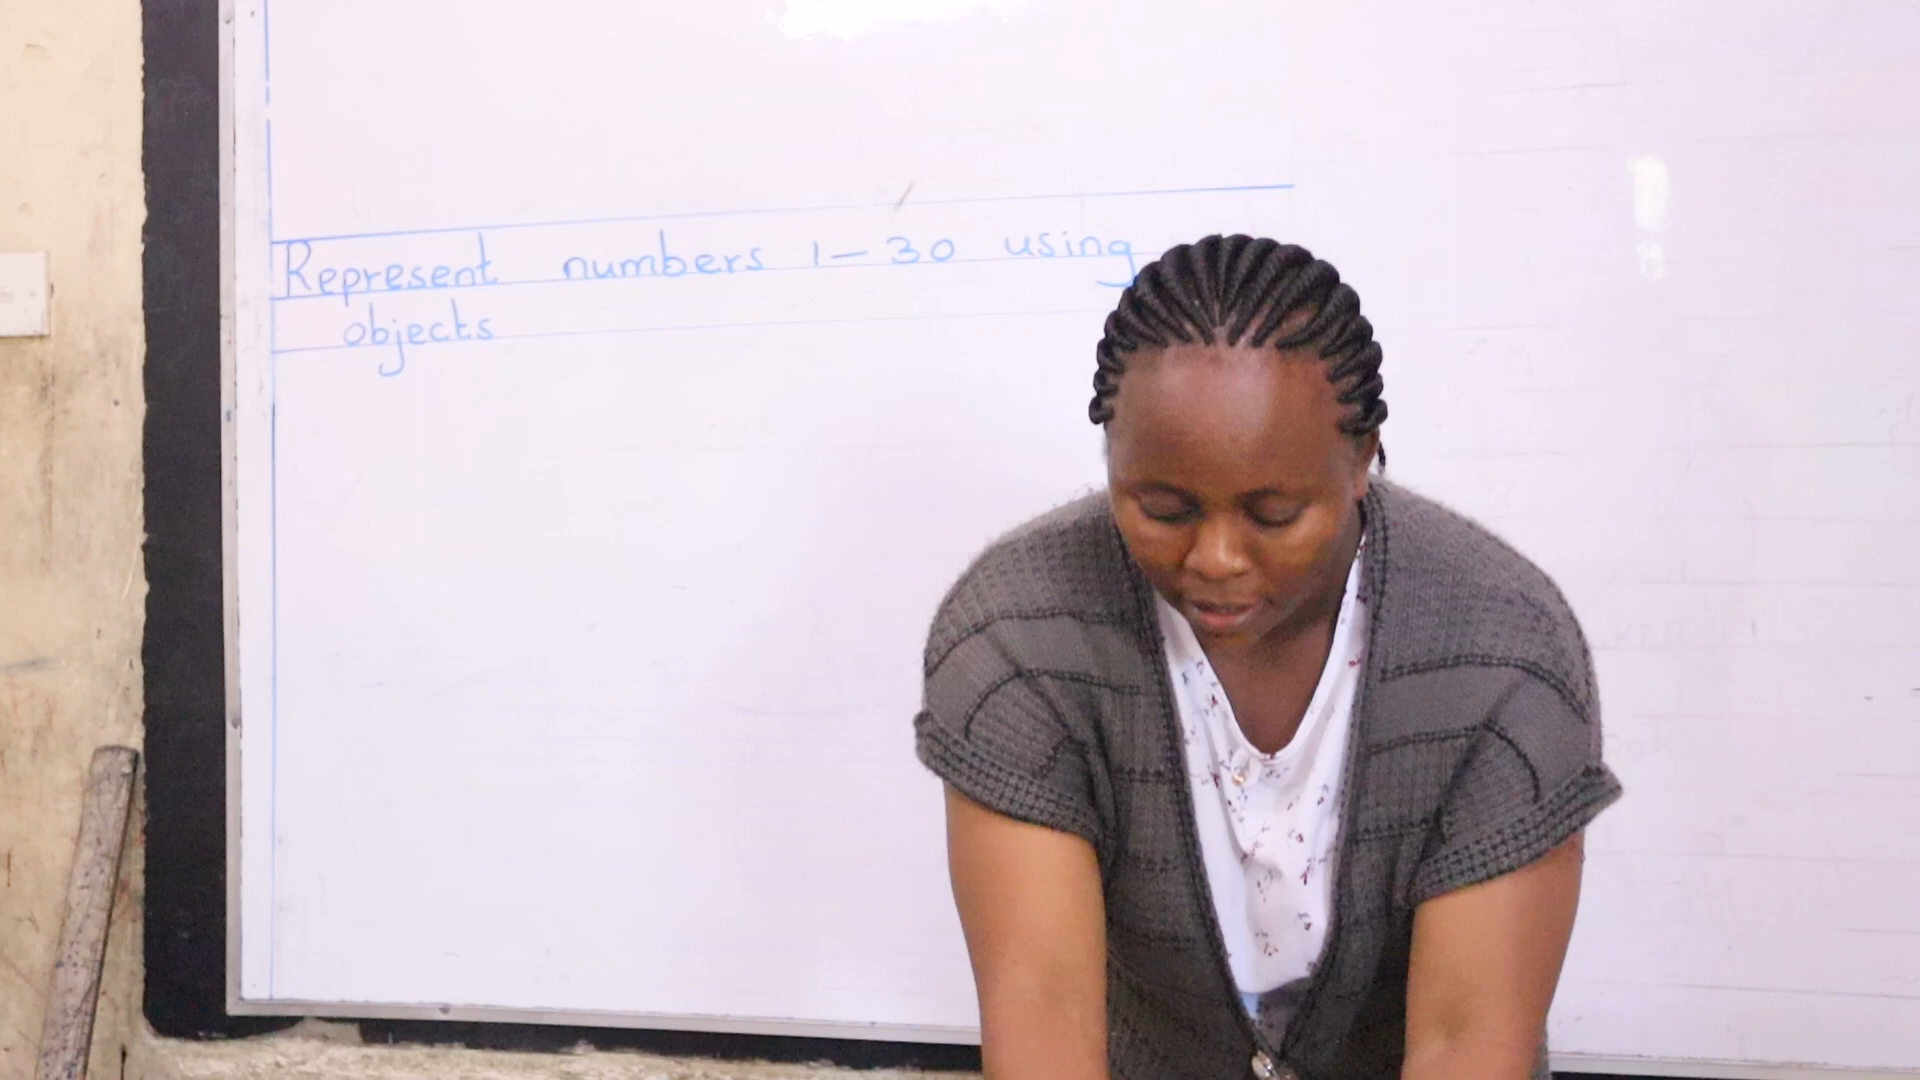 Represent numbers 1 – 30 using
objects